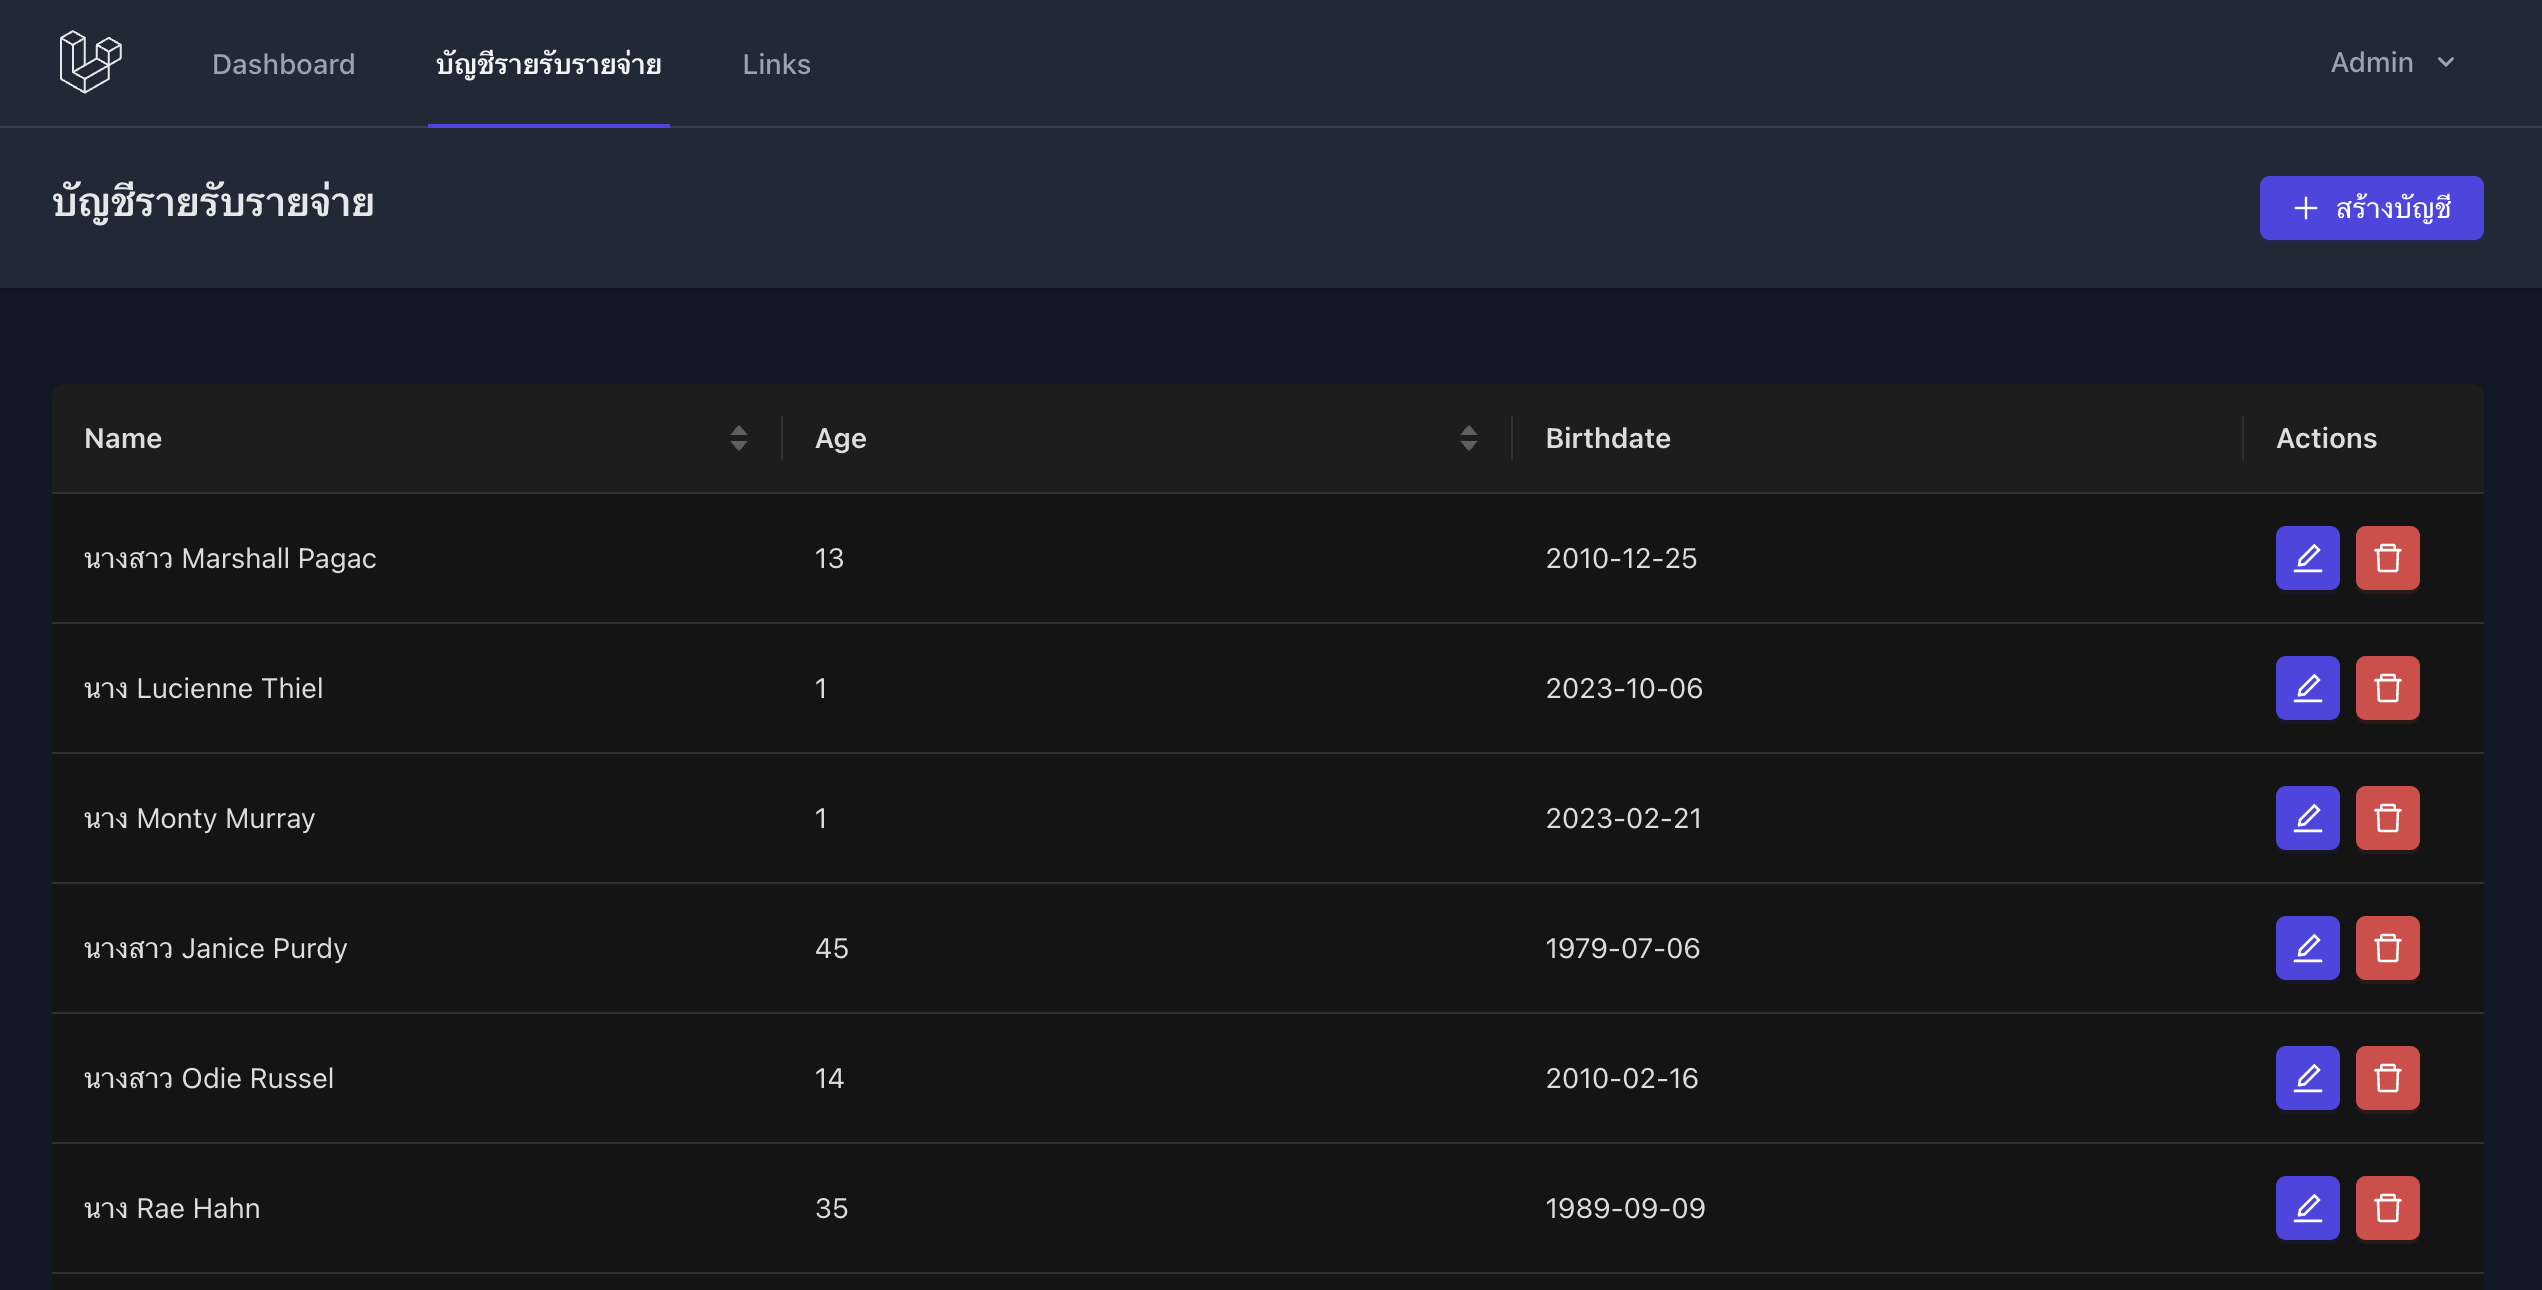 Dashboard บัญชีรายรับรายจ่าย Links Admin
บัญชีรายรับรายจ่าย
สร้างบัญชี
Name Age Birthdate Actions
นางสาว Marshall Pagac 13 2010-12-25
นาง Lucienne Thiel 1 2023-10-06
นาง Monty Murray 1 2023-02-21
นางสาว Janice Purdy 45 1979-07-06
นางสาว Odie Russel 14 2010-02-16
นาง Rae Hahn 35 1989-09-09